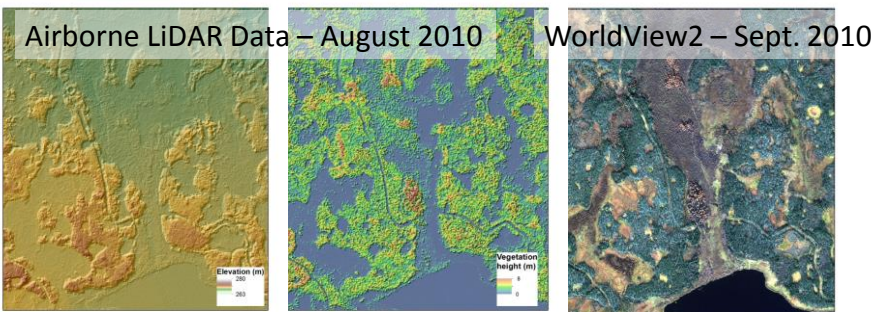 Airborne LiDAR Data – August 2010
WorldView2 – Sept. 2010
Elevation (m)
280
263
Vegetation
height (m)
8
0